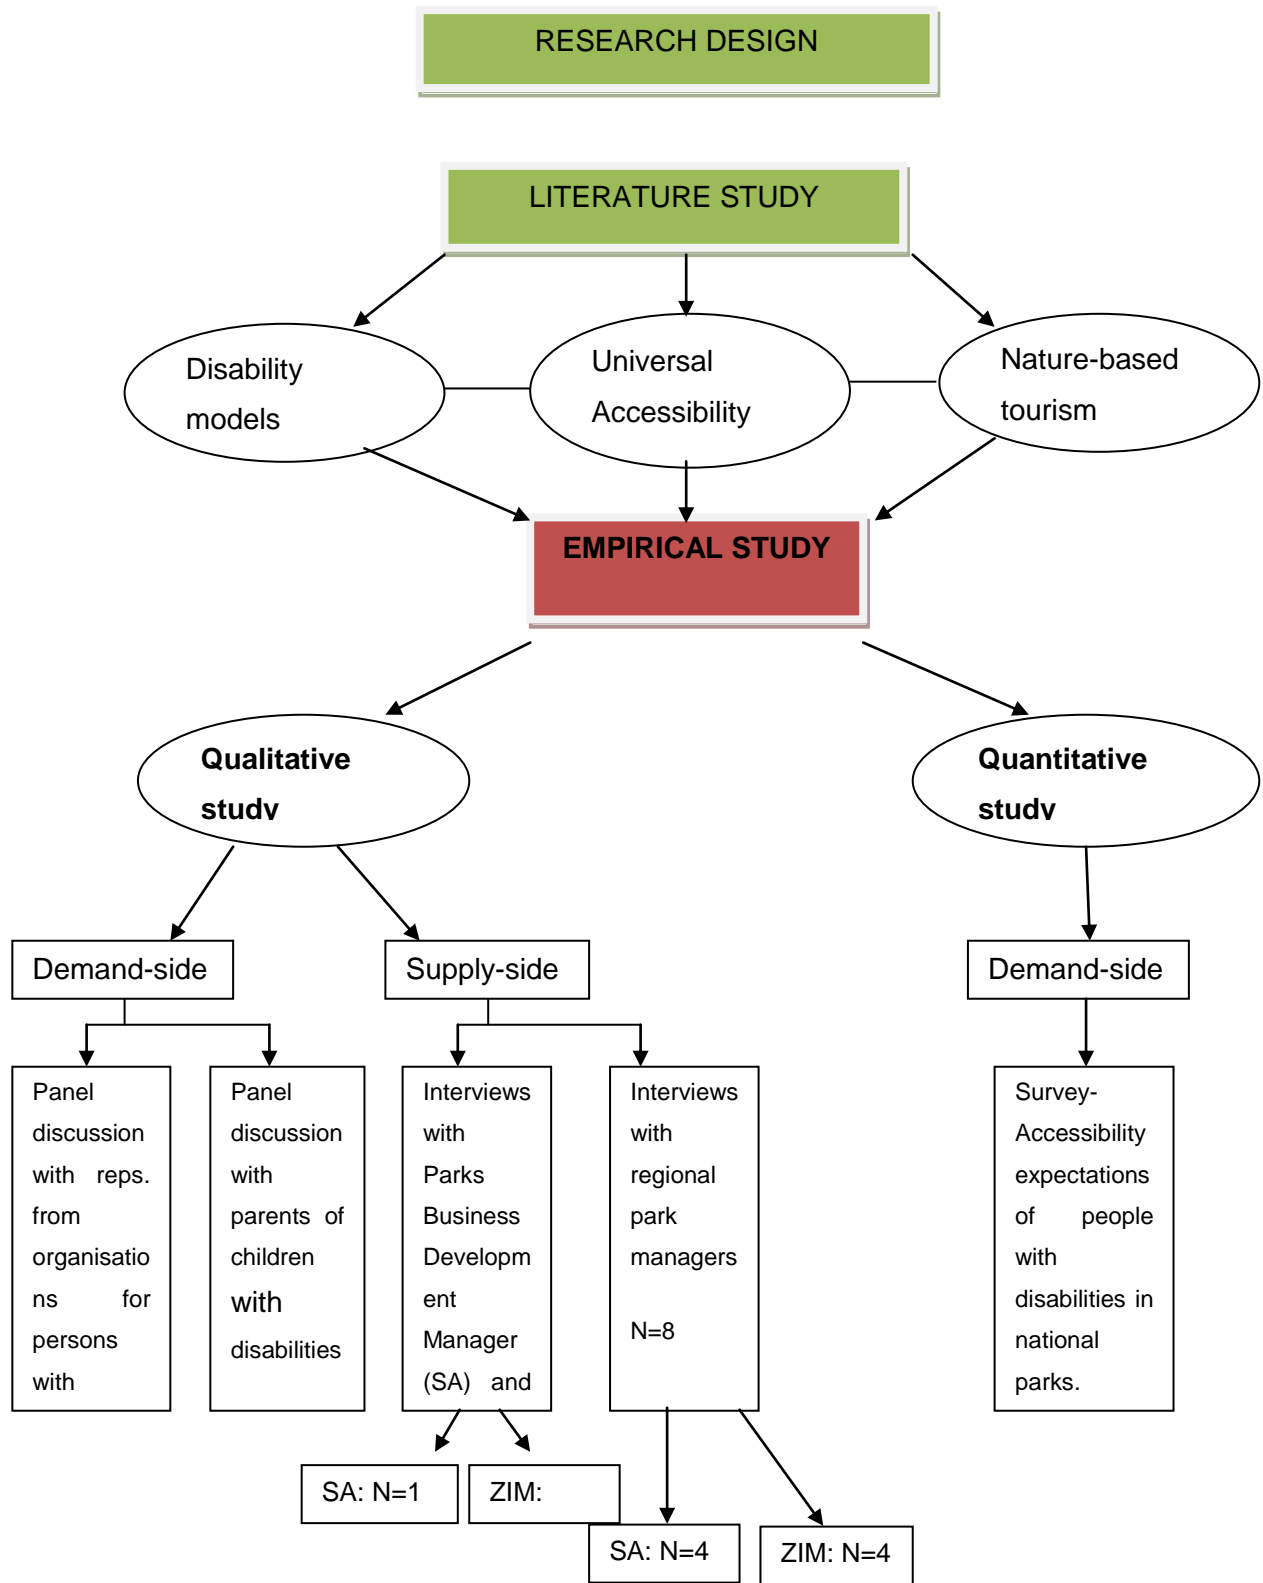 RESEARCH DESIGN
LITERATURE STUDY
Disability
models
Universal
Accessibility
Nature-based
tourism
EMPIRICAL STUDY
Qualitative
study
Quantitative
study
Demand-side
Supply-side
Demand-side
Panel
discussion
with reps.
from
organisatio
ns for
persons
with
Panel
discussion
with
parents of
children
with
disabilities
Interviews
with
Parks
Business
Developm
ent
Manager
(SA) and
Interviews
with
regional
park
managers
N=8
Survey-
Accessibility
expectations
of people
with
disabilities in
national
parks.
SA: N=1
ZIM:
SA: N=4
ZIM: N=4